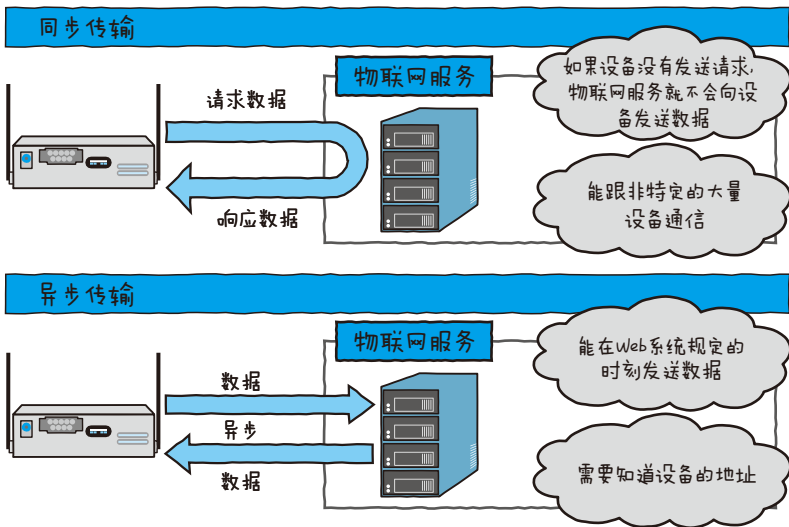 同步传输
物联网服务
请求数据
响应数据
如果设备没有发送请求,
物联网服务就不会向设
备发送数据
能跟非特定的大量
设备通信
异步传输
物联网服务
数据
异步
数据
能在Web系统规定的
时刻发送数据
需要知道设备的地址